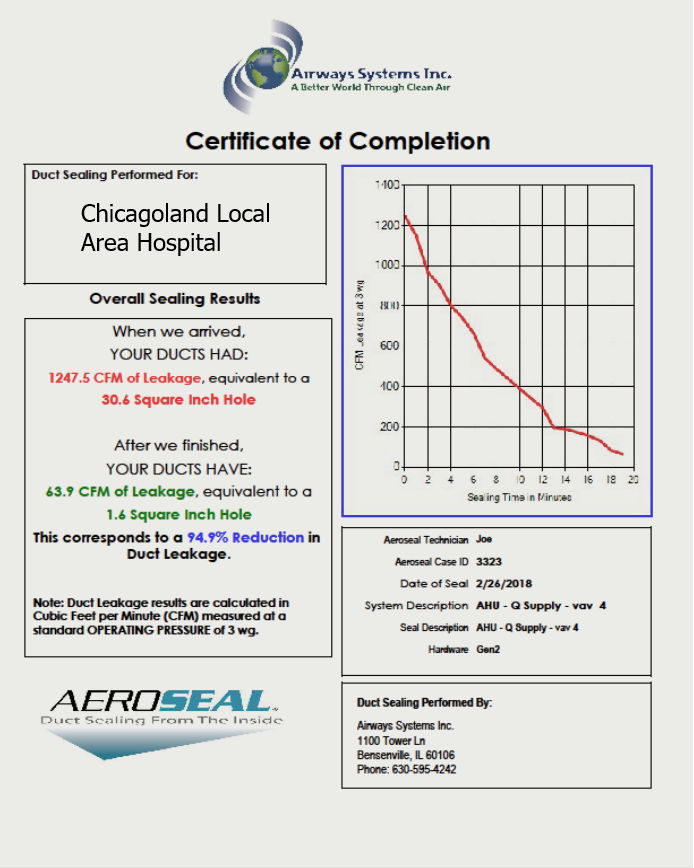 Airways Systems Inc.
A Better World Through Clean Air
Certificate of Completion
Duct Sealing Performed For:
Chicagoland Local
Area Hospital
Overall Sealing Results
When we arrived,
YOUR DUCTS HAD:
1247.5 CFM of Leakage, equivalent to a
30.6 Square Inch Hole
After we finished,
YOUR DUCTS HAVE:
63.9 CFM of Leakage, equivalent to a
1.6 Square Inch Hole
This corresponds to a 94.9% Reduction in
Duct Leakage.
Note: Duct Leakage results are calculated in
Cubic Feet per Minute (CFM) measured at a
standard OPERATING PRESSURE of 3 wg.
AEROSEAL
Duct Sealing From The Inside
CFM Leakage at 3 wg
1400
1200
1000
800
600
400
200
0
0 2 4 6 8 10 12 14 16 18 20
Sealing Time in Minutes
Aeroseal Technician Joe
Aeroseal Case ID 3323
Date of Seal 2/26/2018
System Description AHU - Q Supply - vav 4
Seal Description AHU - Q Supply - vav 4
Hardware Gen2
Duct Sealing Performed By:
Airways Systems Inc.
1100 Tower Ln
Bensenville, IL 60106
Phone: 630-595-4242